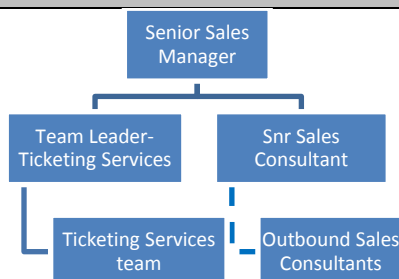 Senior Sales
Manager
Team Leader-
Ticketing Services
Snr Sales
Consultant
Ticketing Services
team
Outbound Sales
Consultants